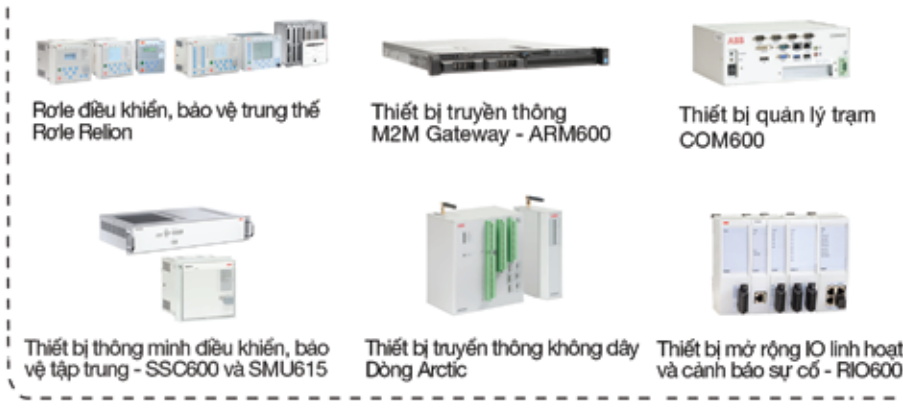 Rơle điều khiển, bảo vệ trung thế
Rơle Relion
Thiết bị truyền thông
M2M Gateway - ARM600
ABB
Thiết bị quản lý trạm
COM600
Thiết bị thông minh điều khiển, bảo
vệ tập trung - SSC600 và SMU615
Thiết bị truyền thông không dây
Dòng Arctic
Thiết bị mở rộng IO linh hoạt
và cảnh báo sự cố - RIO600